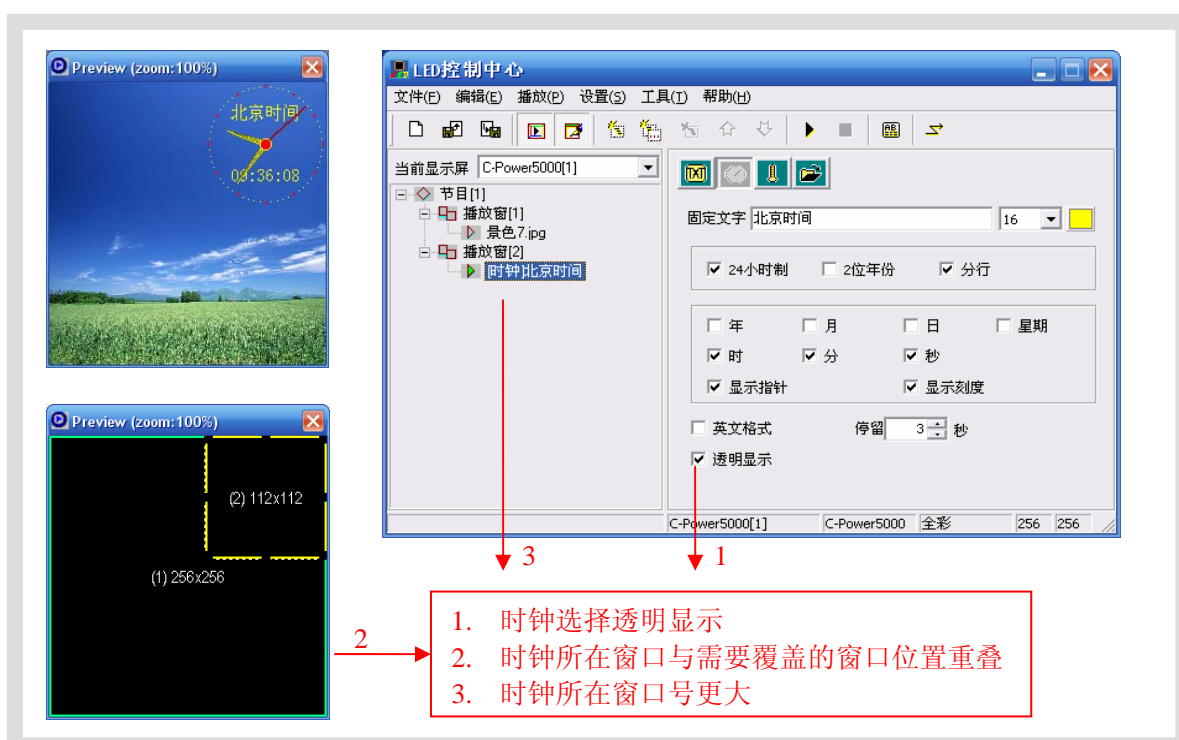 Preview (zoom:100%)
北京时间
09:36:08
Preview (zoom:100%)
(2) 112x112
(1) 256x256
LED控制中心
文件(F) 编辑(E) 播放(P) 设置(S) 工具(T) 帮助(H)
当前显示屏 C-Power5000[1]
节目[1]
播放窗[1]
景色7.jpg
播放窗[2]
[时钟]北京时间
TXT
固定文字 北京时间 16
24小时制 2位年份 分行
年 月 日 星期
时 分 秒
显示指针 显示刻度
英文格式 停留 3 秒
透明显示
C-Power5000[1] C-Power5000 全彩 256 256
3 1
2
1. 时钟选择透明显示
2. 时钟所在窗口与需要覆盖的窗口位置重叠
3. 时钟所在窗口号更大